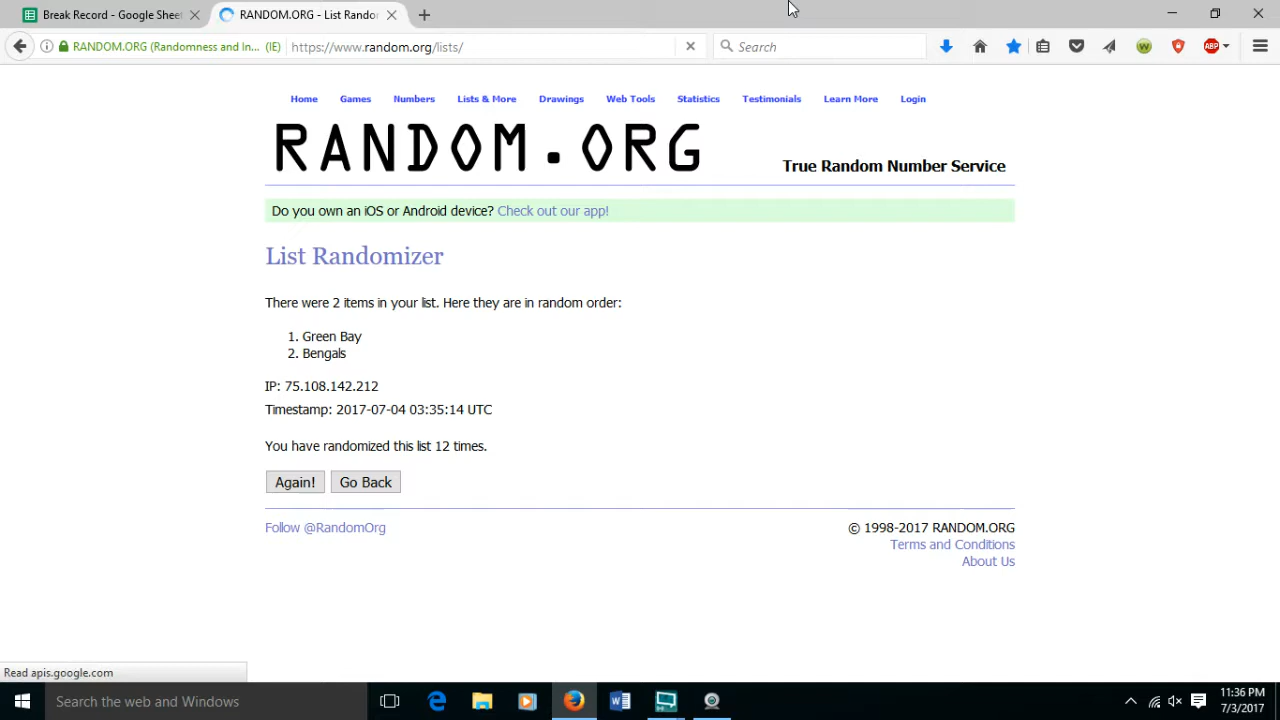 Break Record - Google Sheet
RANDOM.ORG - List Rando
RANDOM.ORG (Randomness and In... (IE)
https://www.random.org/lists/
Search
ABP
Home Games Numbers Lists & More Drawings Web Tools Statistics Testimonials Learn More Login
RANDOM.ORG
True Random Number Service
Do you own an iOS or Android device? Check out our app!
List Randomizer
There were 2 items in your list. Here they are in random order:
1. Green Bay
2. Bengals
IP: 75.108.142.212
Timestamp: 2017-07-04 03:35:14 UTC
You have randomized this list 12 times.
Again! Go Back
Follow @RandomOrg
© 1998-2017 RANDOM.ORG
Terms and Conditions
About Us
Read apis.google.com
Search the web and Windows
11:36 PM
7/3/2017